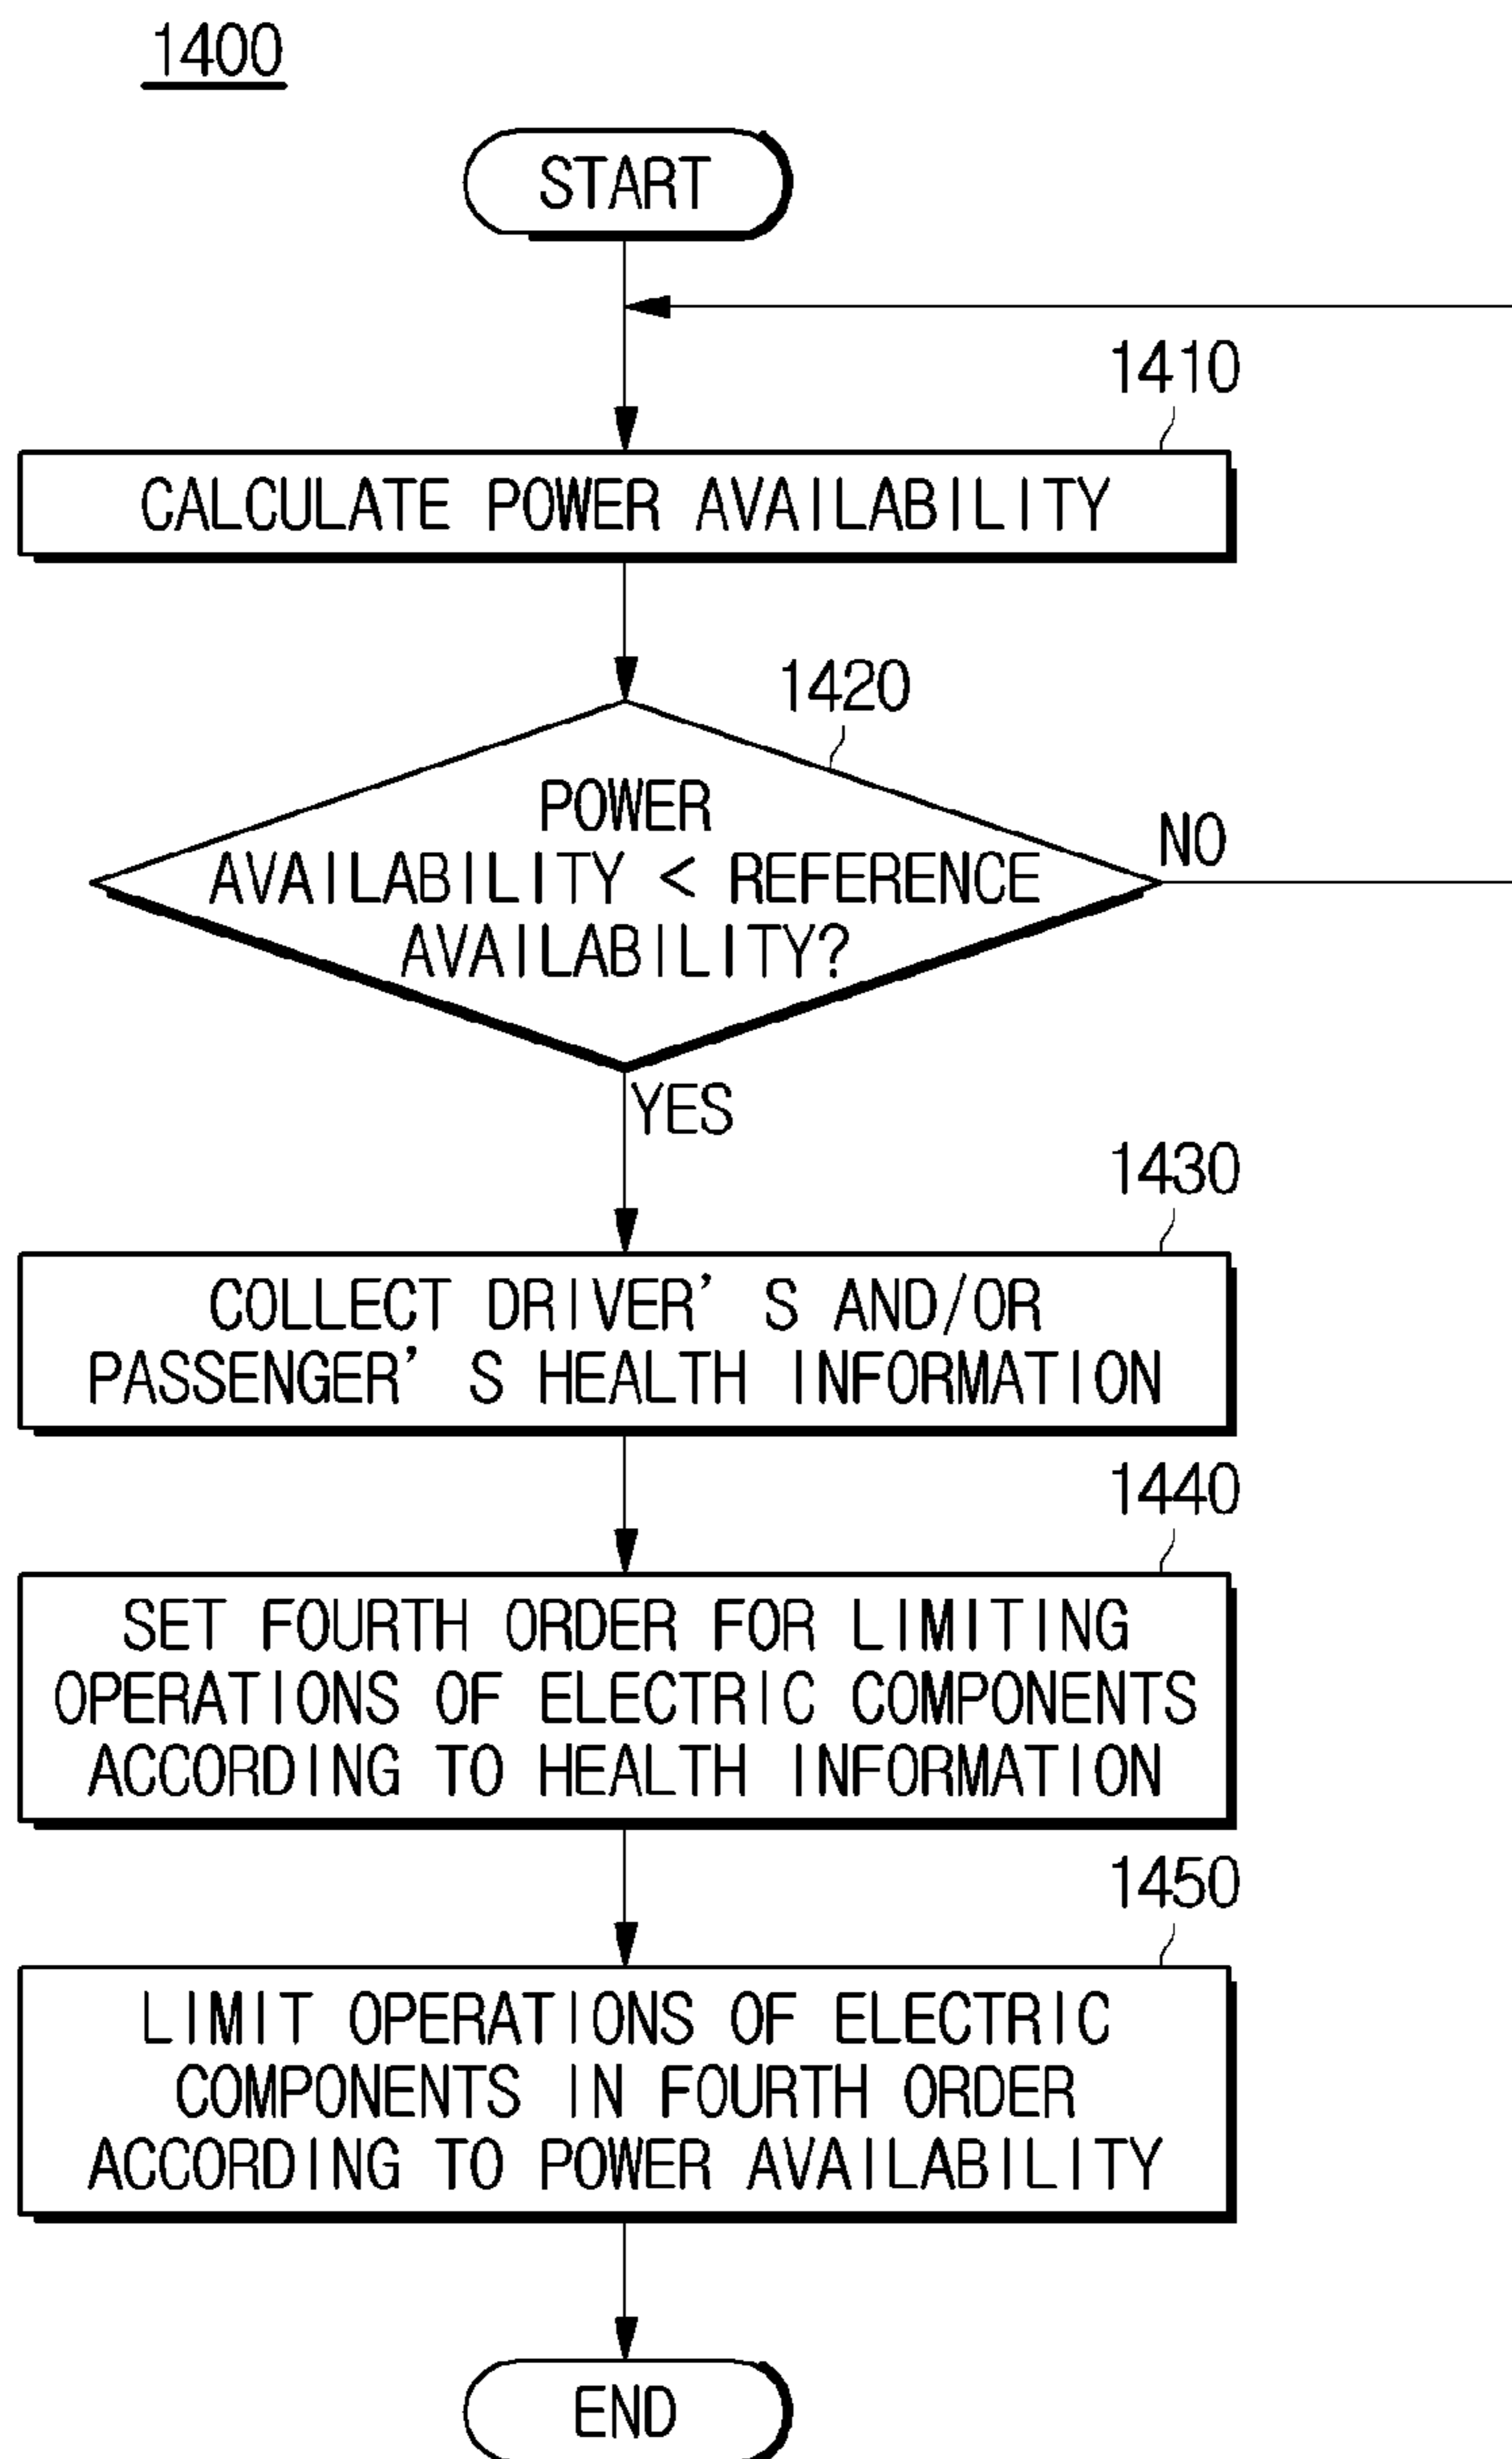 1400
START
1410
CALCULATE POWER AVAILABILITY
1420
POWER
AVAILABILITY < REFERENCE
AVAILABILITY?
NO
YES
1430
COLLECT DRIVER'S AND/OR
PASSENGER'S HEALTH INFORMATION
1440
SET FOURTH ORDER FOR LIMITING
OPERATIONS OF ELECTRIC COMPONENTS
ACCORDING TO HEALTH INFORMATION
1450
LIMIT OPERATIONS OF ELECTRIC
COMPONENTS IN FOURTH ORDER
ACCORDING TO POWER AVAILABILITY
END